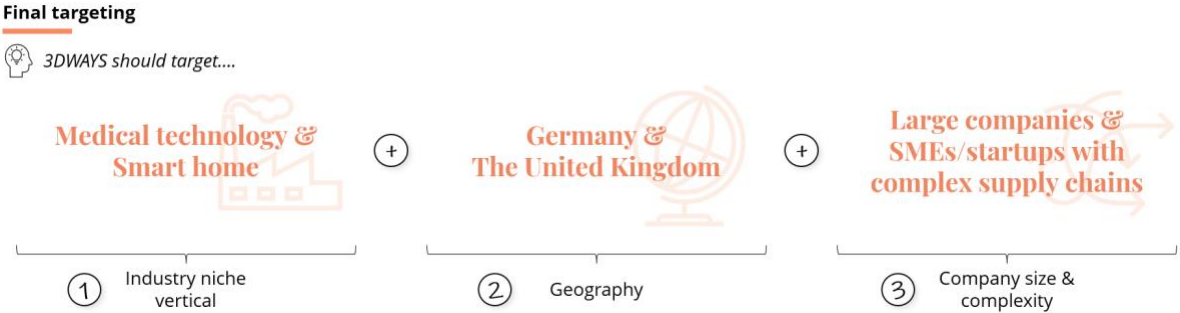 Final targeting
3DWAYS should target....
Medical technology &
Smart home
+
Germany &
The United Kingdom
+
Large companies &
SMEs/startups with
complex supply chains
1
Industry niche
vertical
2
Geography
3
Company size &
complexity